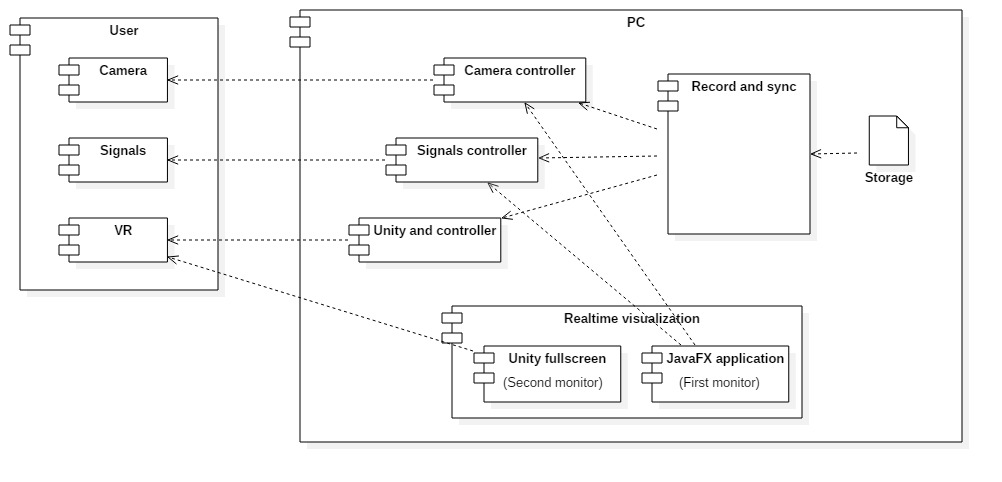 User
PC
Camera
Camera controller
Record and sync
Signals
Signals controller
Storage
VR
Unity and controller
Realtime visualization
Unity fullscreen
(Second monitor)
JavaFX application
(First monitor)